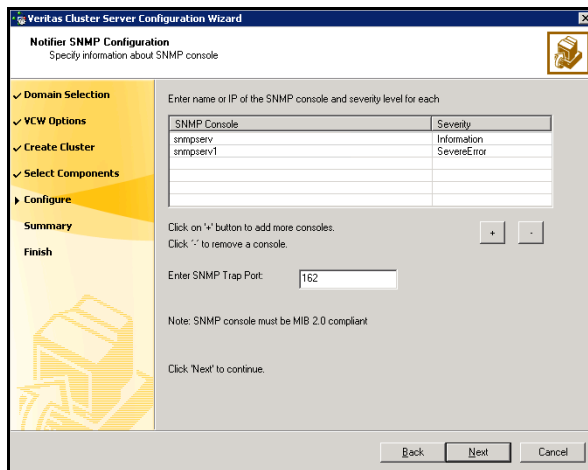 Veritas Cluster Server Configuration Wizard
Notifier SNMP Configuration
Specify information about SNMP console
Domain Selection
VCW Options
Create Cluster
Select Components
Configure
Summary
Finish
Enter name or IP of the SNMP console and severity level for each
SNMP Console Severity
snmpserv Information
snmpserv1 SevereError
Click on '+' button to add more consoles.
Click '-' to remove a console.
+ -
Enter SNMP Trap Port: 162
Note: SNMP console must be MIB 2.0 compliant
Click 'Next' to continue.
Back Next Cancel